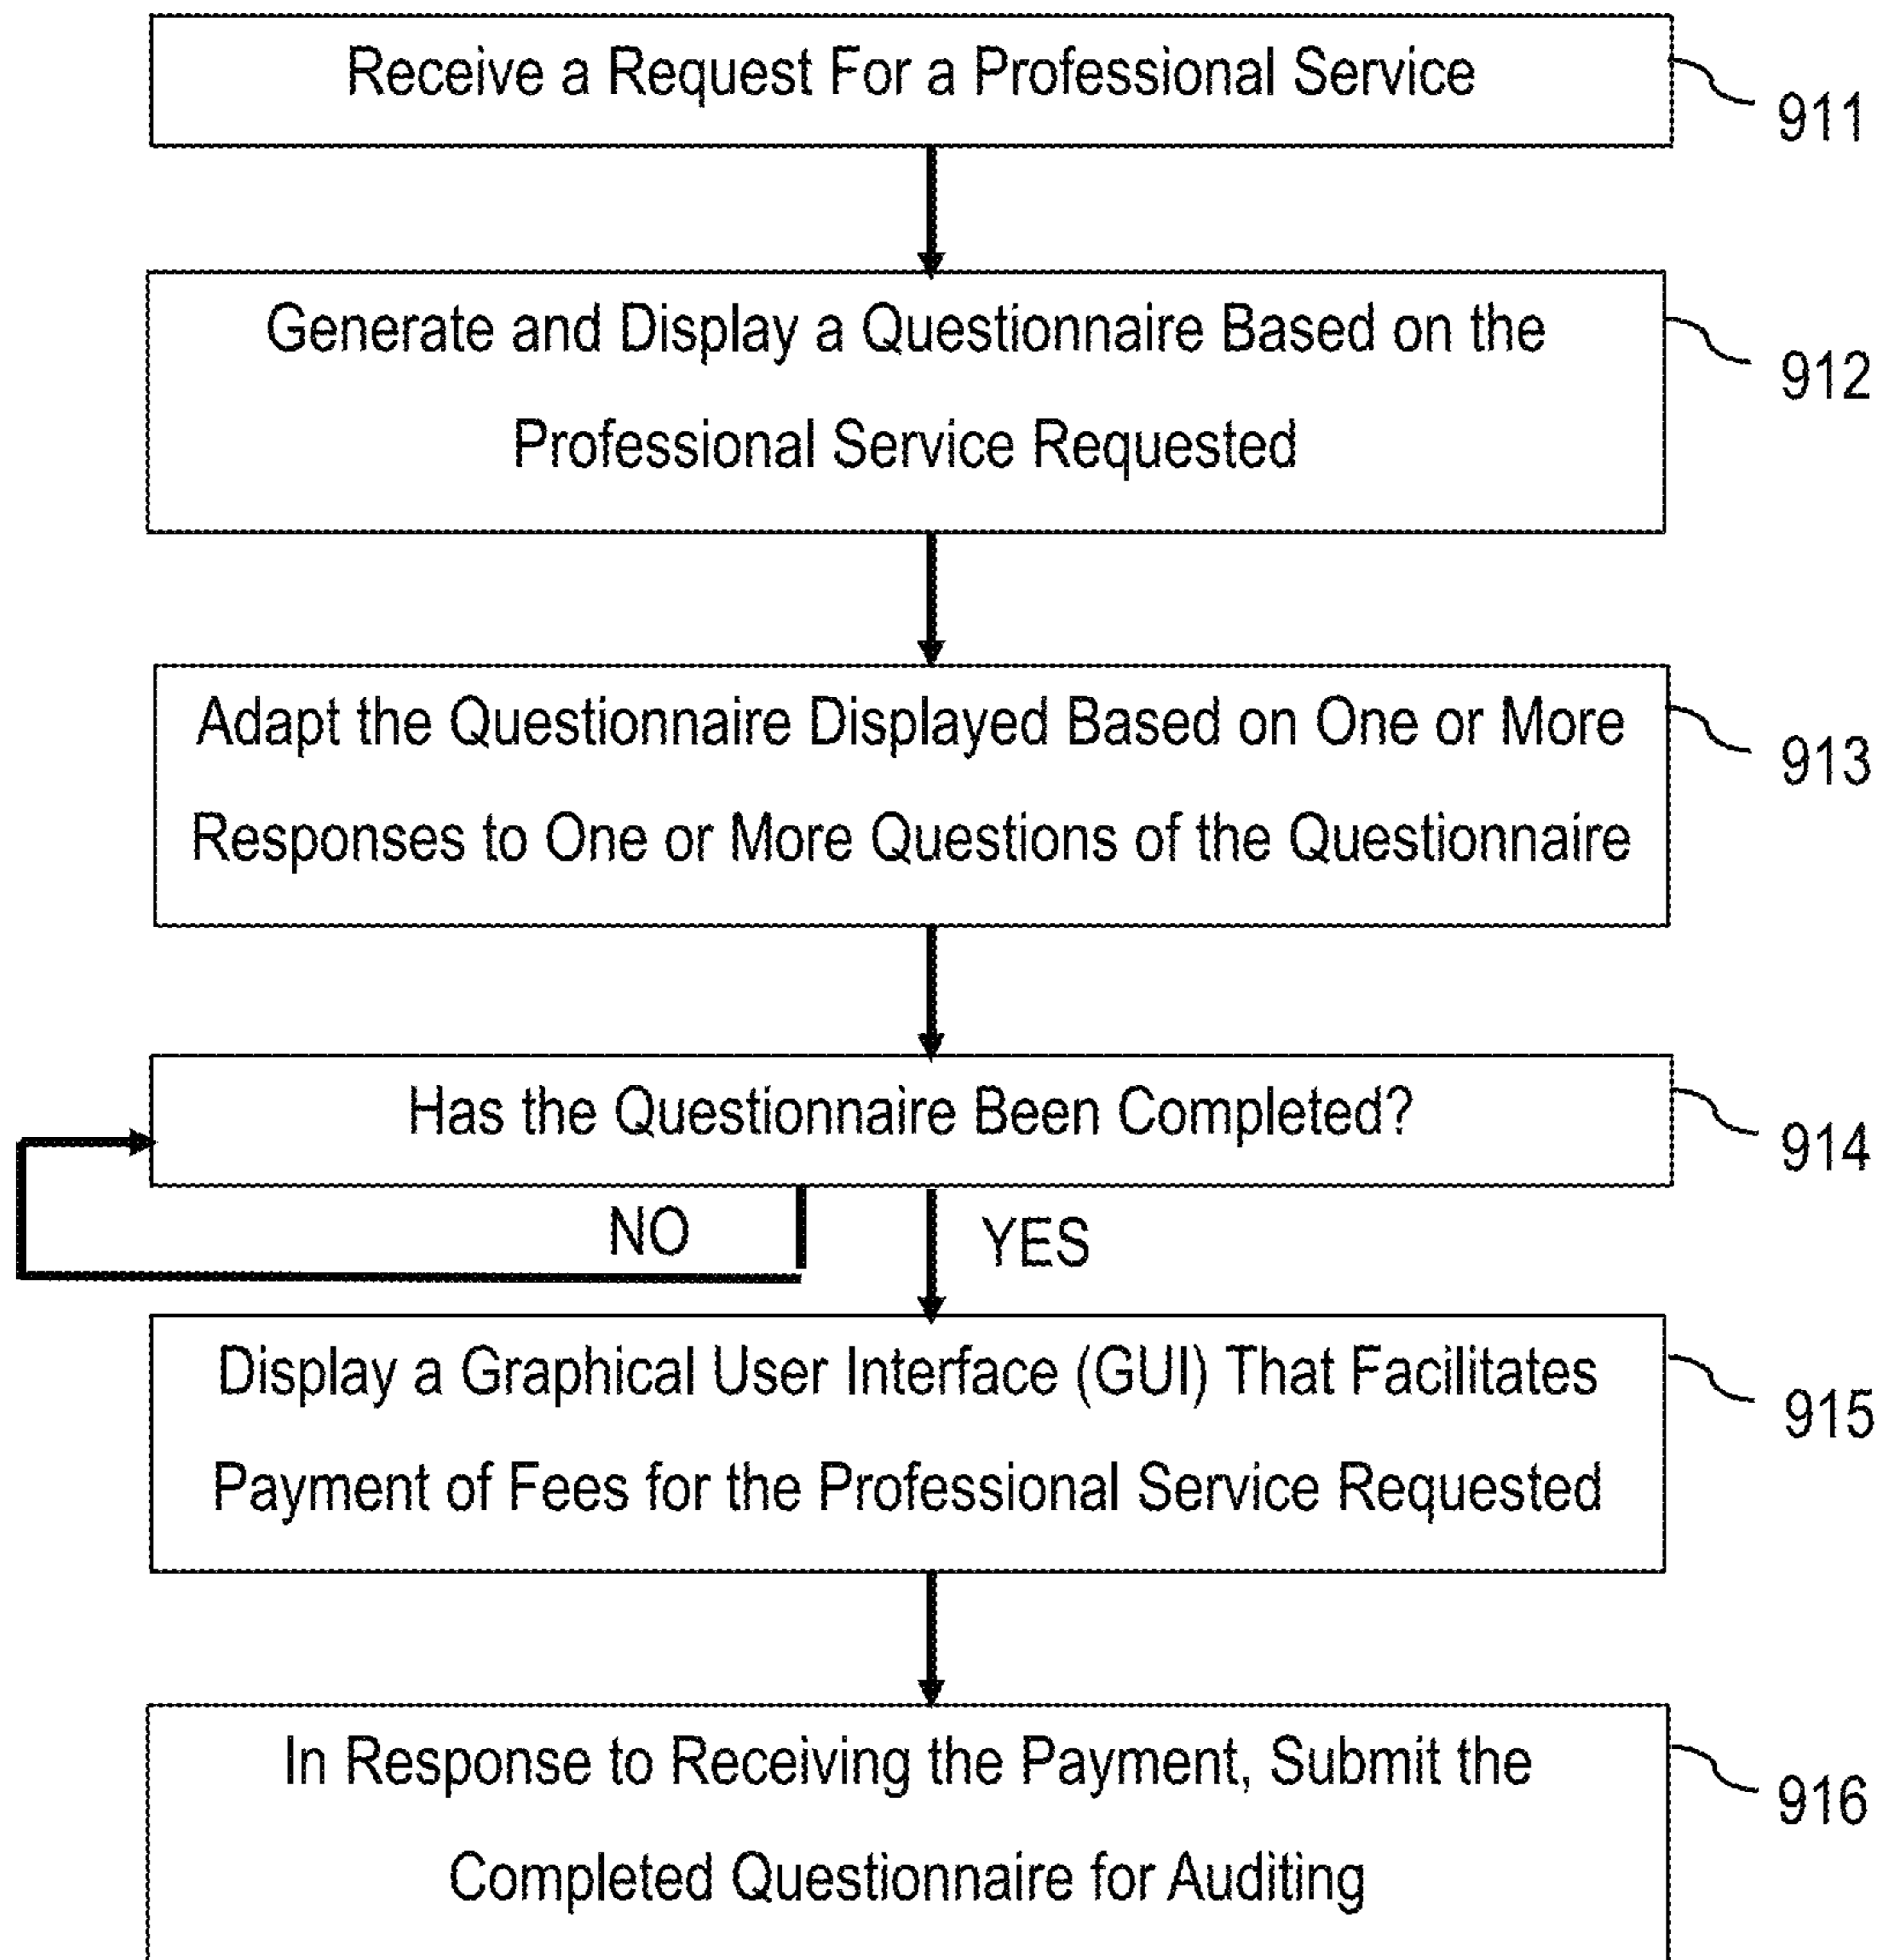 Receive a Request For a Professional Service
911
Generate and Display a Questionnaire Based on the
Professional Service Requested
912
Adapt the Questionnaire Displayed Based on One or More
Responses to One or More Questions of the Questionnaire
913
Has the Questionnaire Been Completed?
914
NO
YES
Display a Graphical User Interface (GUI) That Facilitates
Payment of Fees for the Professional Service Requested
915
In Response to Receiving the Payment, Submit the
Completed Questionnaire for Auditing
916